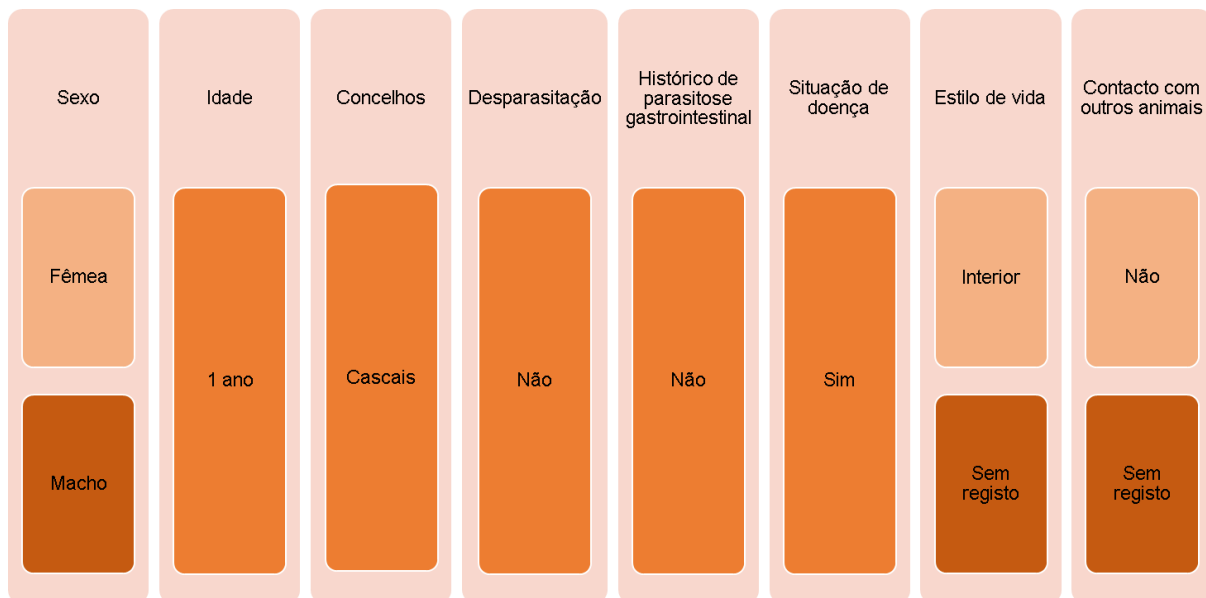 Sexo
Idade
Concelhos
Desparasitação
Histórico de
parasitose
gastrointestinal
Situação de
doença
Estilo de vida
Contacto com
outros animais
Fêmea
Macho
1 ano
Cascais
Não
Não
Sim
Interior
Sem
registo
Não
Sem
registo